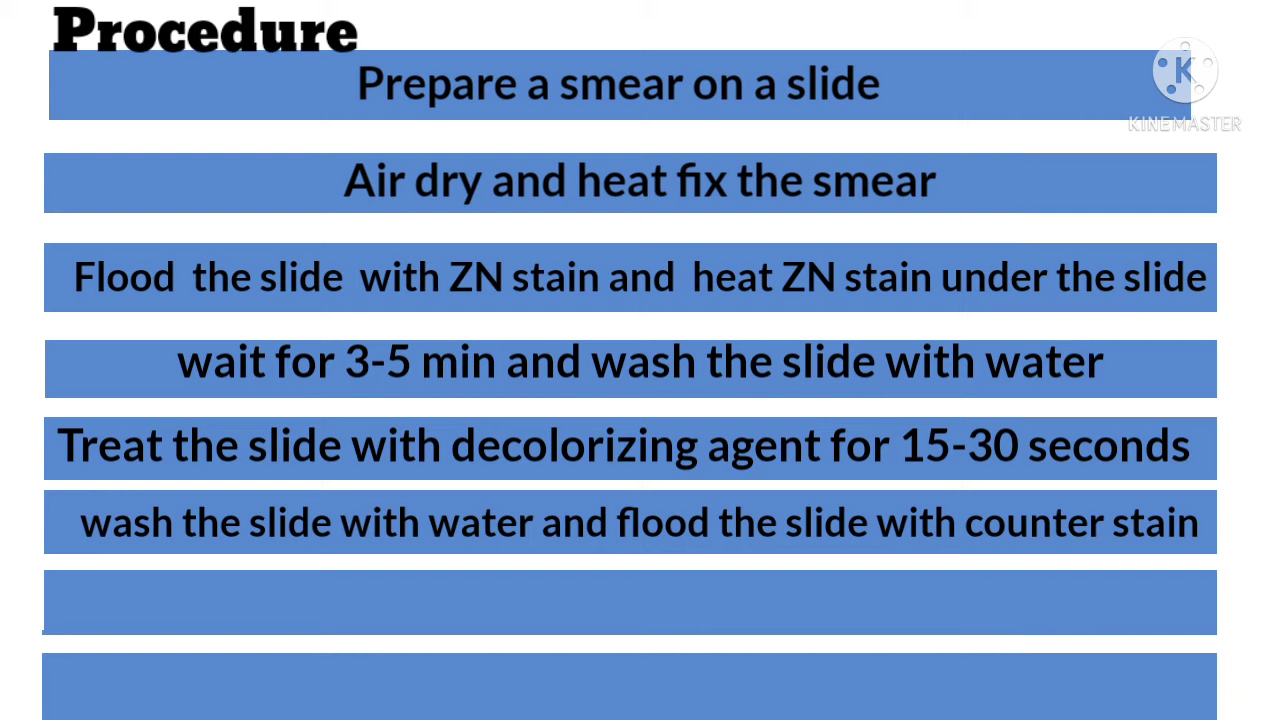 Procedure
Prepare a smear on a slide
K
KINEMASTER
Air dry and heat fix the smear
Flood the slide with ZN stain and heat ZN stain under the slide
wait for 3-5 min and wash the slide with water
Treat the slide with decolorizing agent for 15-30 seconds
wash the slide with water and flood the slide with counter stain